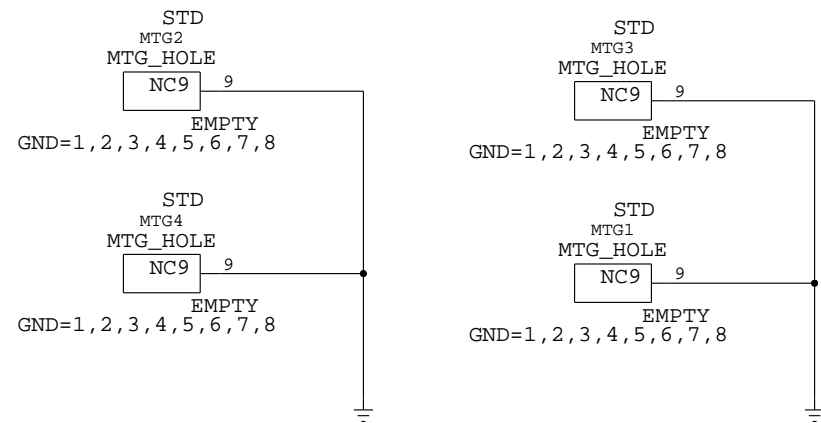 STD
MTG2
MTG_HOLE
NC9 9
EMPTY
GND=1,2,3,4,5,6,7,8
STD
MTG4
MTG_HOLE
NC9 9
EMPTY
GND=1,2,3,4,5,6,7,8
STD
MTG3
MTG_HOLE
NC9 9
EMPTY
GND=1,2,3,4,5,6,7,8
STD
MTG1
MTG_HOLE
NC9 9
EMPTY
GND=1,2,3,4,5,6,7,8